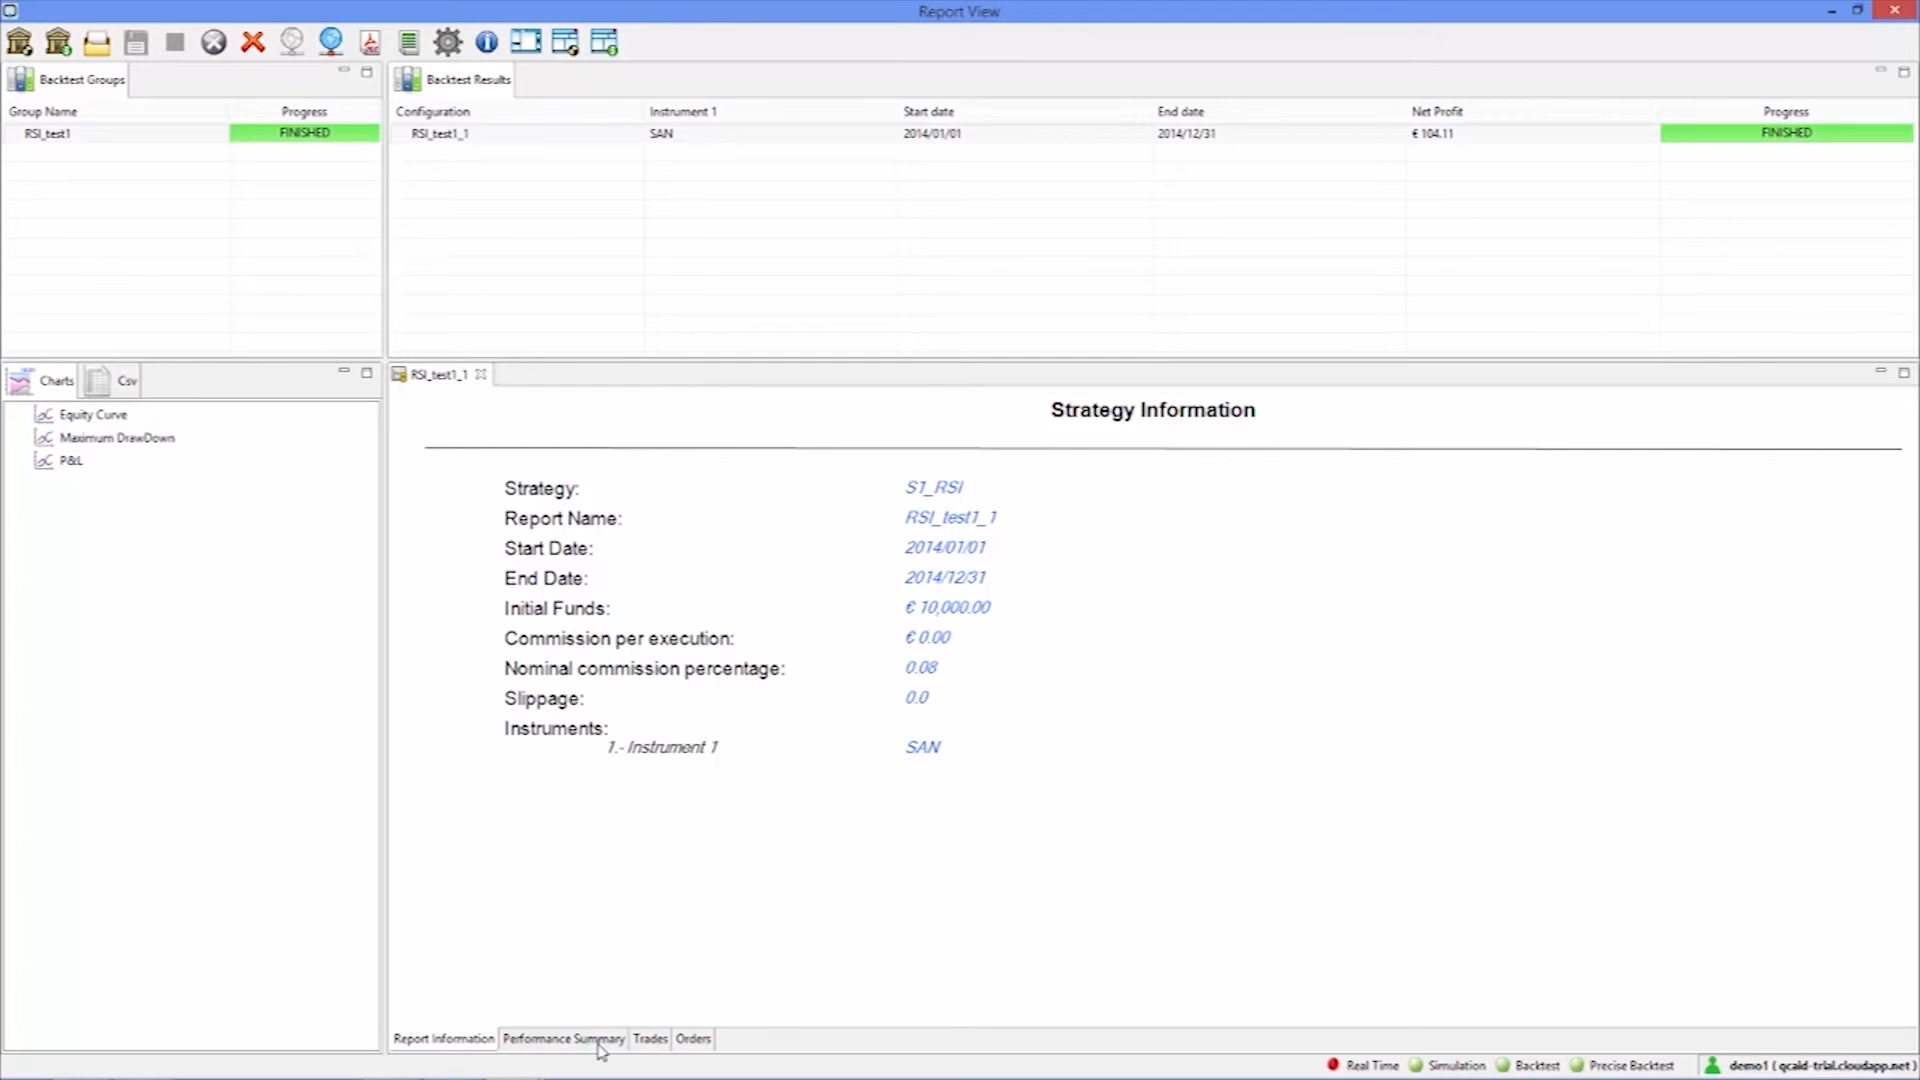 Report View
Backtest Groups
Group Name Progress
RSI_test1 FINISHED
Backtest Results
Configuration Instrument 1 Start date End date Net Profit Progress
RSI_test1_1 SAN 2014/01/01 2014/12/31 € 104.11 FINISHED
Charts Csv
Equity Curve
Maximum DrawDown
P&L
RSI_test1_1
Strategy Information
Strategy: S1_RSI
Report Name: RSI_test1_1
Start Date: 2014/01/01
End Date: 2014/12/31
Initial Funds: € 10,000.00
Commission per execution: € 0.00
Nominal commission percentage: 0.08
Slippage: 0.0
Instruments:
1.- Instrument 1 SAN
Report Information Performance Summary Trades Orders
Real Time Simulation Backtest Precise Backtest demo1 ( qcaid-trial.cloudapp.net )